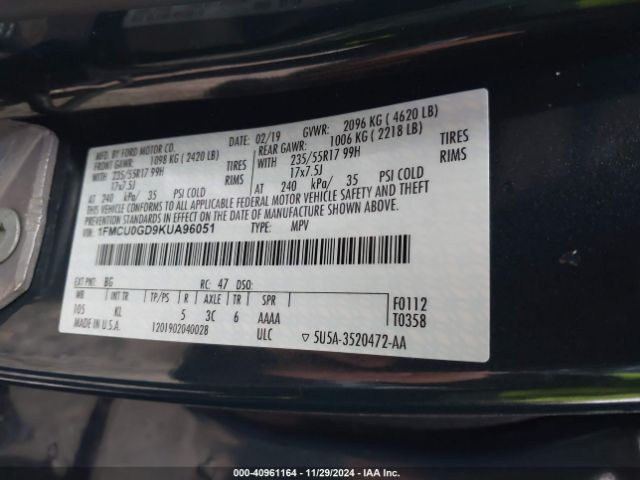 MFD. BY FORD MOTOR CO.
DATE: 02/19 GVWR: 2096 KG ( 4620 LB)
FRONT GAWR: 1098 KG ( 2420 LB) REAR GAWR: 1006 KG ( 2218 LB)
WITH 235/55R17 99H TIRES WITH 235/55R17 99H TIRES
17x7.5J RIMS 17x7.5J RIMS
AT 240 kPa/ 35 PSI COLD AT 240 kPa/ 35 PSI COLD
THIS VEHICLE CONFORMS TO ALL APPLICABLE FEDERAL MOTOR VEHICLE SAFETY AND THEFT
PREVENTION STANDARDS IN EFFECT ON THE DATE OF MANUFACTURE SHOWN ABOVE.
VIN: 1FMCU0GD9KUA96051 TYPE: MPV
EXT PNT: BG RC: 47 DSO:
WB INT TR TP/PS R AXLE TR SPR F0112
105 KL 5 3C 6 AAAA T0358
MADE IN U.S.A. 1201902040028 ULC ▽ 5U5A-3520472-AA
000-40961164 | 11/29/2024 - IAA Inc.